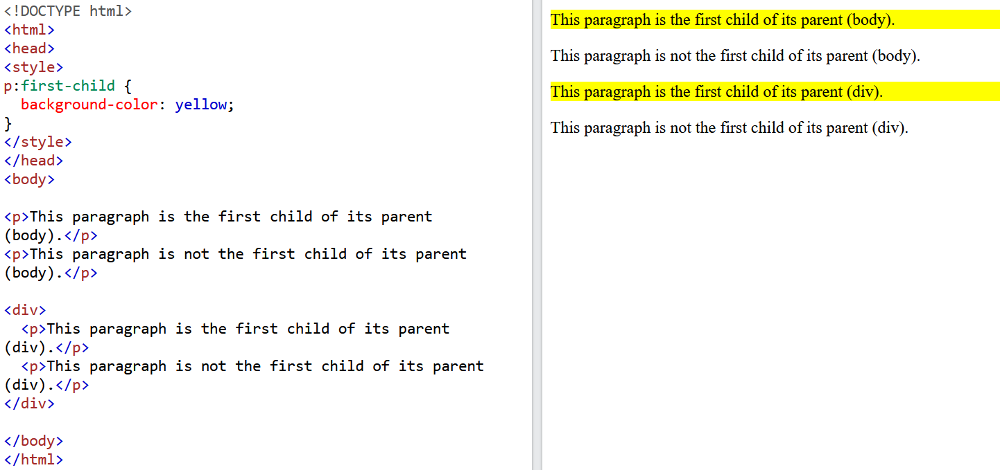 <!DOCTYPE html>
<html>
<head>
<style>
p:first-child {
  background-color: yellow;
}
</style>
</head>
<body>

<p>This paragraph is the first child of its parent
(body).</p>
<p>This paragraph is not the first child of its parent
(body).</p>

<div>
  <p>This paragraph is the first child of its parent
(div).</p>
  <p>This paragraph is not the first child of its parent
(div).</p>
</div>

</body>
</html>
This paragraph is the first child of its parent (body).
This paragraph is not the first child of its parent (body).
This paragraph is the first child of its parent (div).
This paragraph is not the first child of its parent (div).